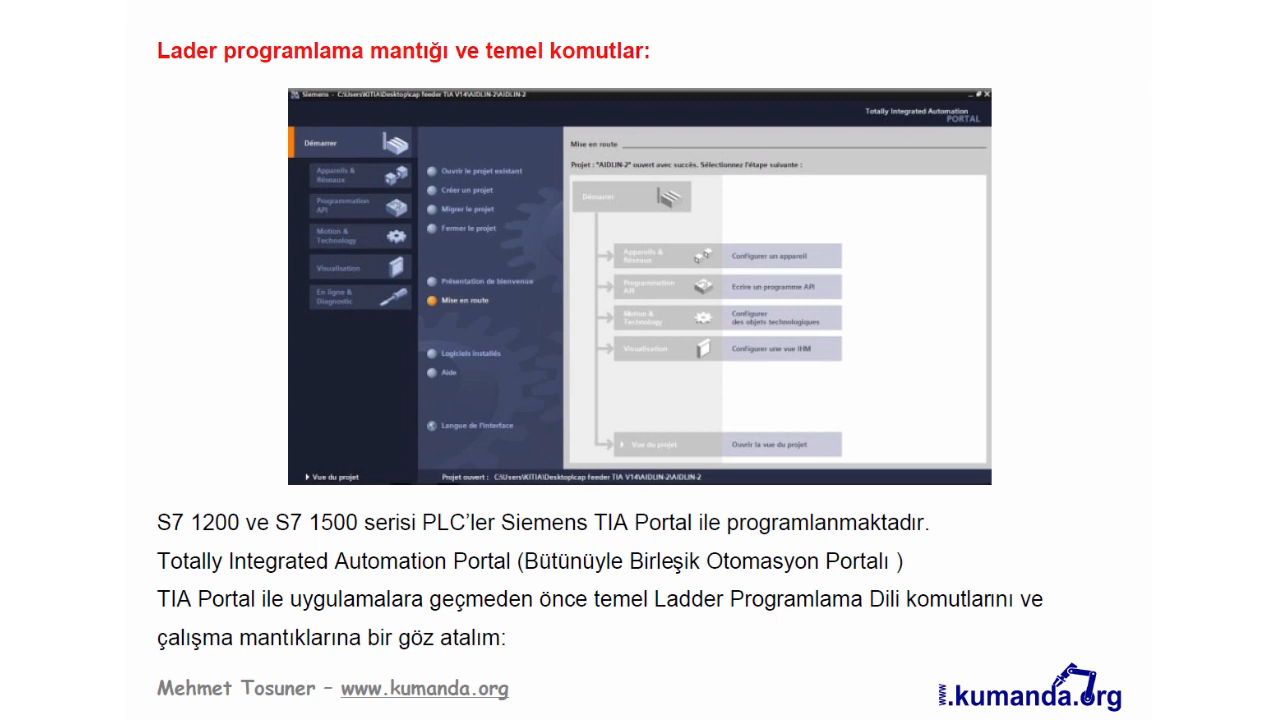 Lader programlama mantığı ve temel komutlar:
Siemens - C:\Users\KITIA\Desktop\cap feeder TIA V14\AIDLIN-2\AIDLIN-2
Totally Integrated Automation
PORTAL
Démarrer
Appareils &
Réseaux
Programmation
API
Motion &
Technology
Visualisation
En ligne &
Diagnostic
Vue du projet
Ouvrir le projet existant
Créer un projet
Migrer le projet
Fermer le projet
Présentation de bienvenue
Mise en route
Logiciels installés
Aide
Langue de l'interface
Mise en route
Projet : "AIDLIN-2" ouvert avec succès. Sélectionnez l'étape suivante :
Démarrer
Appareils &
Réseaux
Configurer un appareil
Programmation
API
Ecrire un programme API
Motion &
Technology
Configurer
des objets technologiques
Visualisation
Configurer une vue IHM
Vue du projet
Ouvrir la vue du projet
Projet ouvert : C:\Users\KITIA\Desktop\cap feeder TIA V14\AIDLIN-2\AIDLIN-2
S7 1200 ve S7 1500 serisi PLC’ler Siemens TIA Portal ile programlanmaktadır.
Totally Integrated Automation Portal (Bütünüyle Birleşik Otomasyon Portalı )
TIA Portal ile uygulamalara geçmeden önce temel Ladder Programlama Dili komutlarını ve
çalışma mantıklarına bir göz atalım:
Mehmet Tosuner – www.kumanda.org
www.kumanda.org